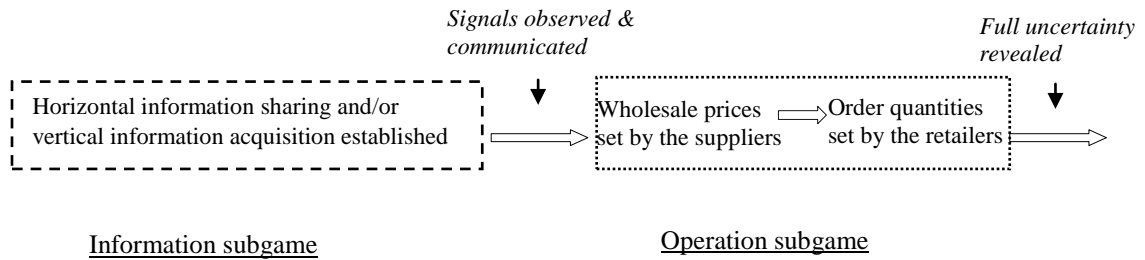 Signals observed &
communicated
Full uncertainty
revealed
Horizontal information sharing and/or
vertical information acquisition established
Wholesale prices
set by the suppliers
Order quantities
set by the retailers
Information subgame
Operation subgame